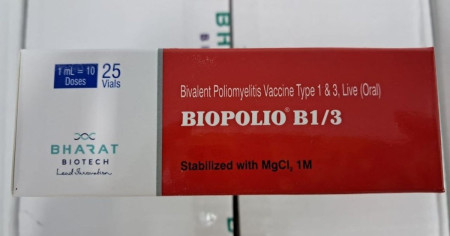 1 mL = 10
Doses
25
Vials
BHARAT
BIOTECH
Lead Innovation
Bivalent Poliomyelitis Vaccine Type 1 & 3, Live (Oral)
BIOPOLIO® B1/3
Stabilized with MgCl₂ 1M